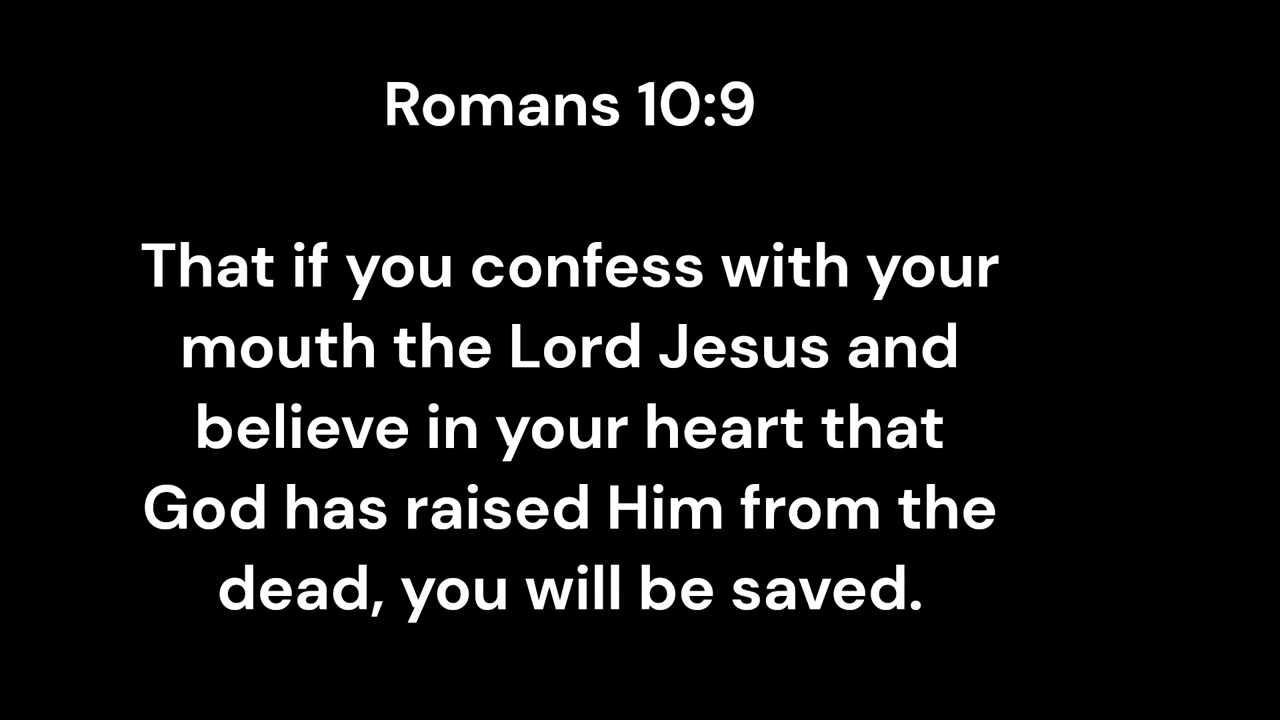 Romans 10:9
That if you confess with your
mouth the Lord Jesus and
believe in your heart that
God has raised Him from the
dead, you will be saved.